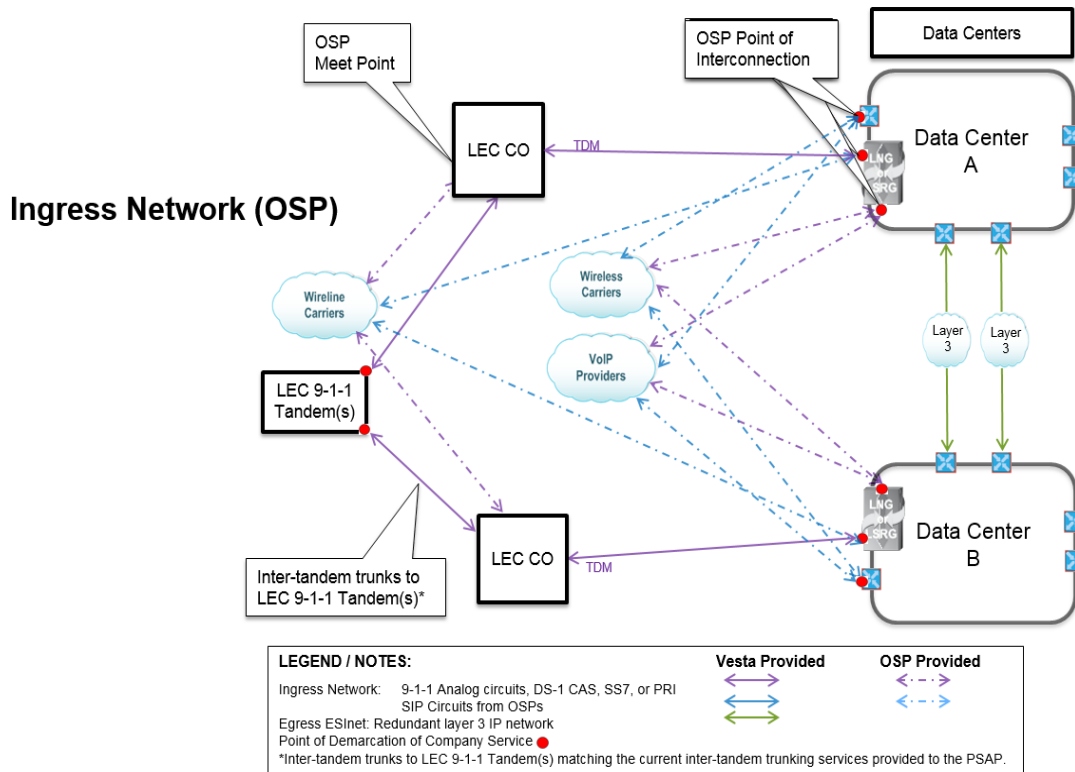 OSP
Meet Point
OSP Point of
Interconnection
Data Centers
LEC CO
TDM
LNG
SRG
Data Center
A
Ingress Network (OSP)
Wireline
Carriers
Wireless
Carriers
Layer
3
Layer
3
VoIP
Providers
LEC 9-1-1
Tandem(s)
LEC CO
TDM
LNG
LSRG
Data Center
B
Inter-tandem trunks to
LEC 9-1-1 Tandem(s)*
LEGEND / NOTES:
Vesta Provided
OSP Provided
Ingress Network: 9-1-1 Analog circuits, DS-1 CAS, SS7, or PRI
SIP Circuits from OSPs
Egress ESInet: Redundant layer 3 IP network
Point of Demarcation of Company Service
*Inter-tandem trunks to LEC 9-1-1 Tandem(s) matching the current inter-tandem trunking services provided to the PSAP.